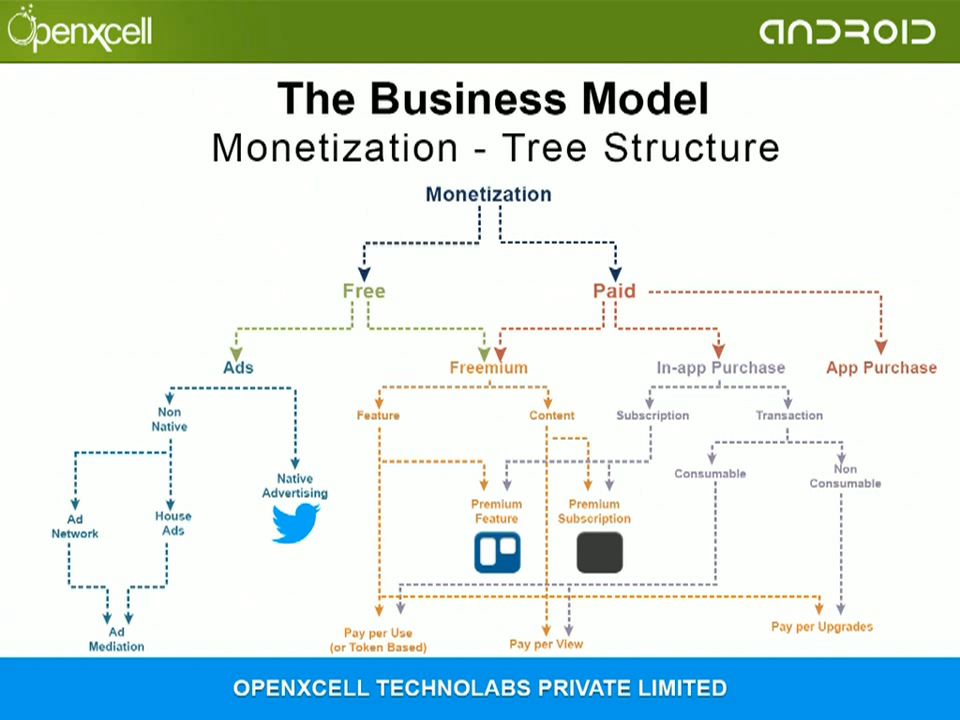 Openxcell
ANDROID
The Business Model
Monetization - Tree Structure
Monetization
Free
Paid
Ads
Freemium
In-app Purchase
App Purchase
Non
Native
Feature
Content
Subscription
Transaction
Native
Advertising
Consumable
Non
Consumable
Ad
Network
House
Ads
Premium
Feature
Premium
Subscription
Ad
Mediation
Pay per Use
(or Token Based)
Pay per View
Pay per Upgrades
OPENXCELL TECHNOLABS PRIVATE LIMITED